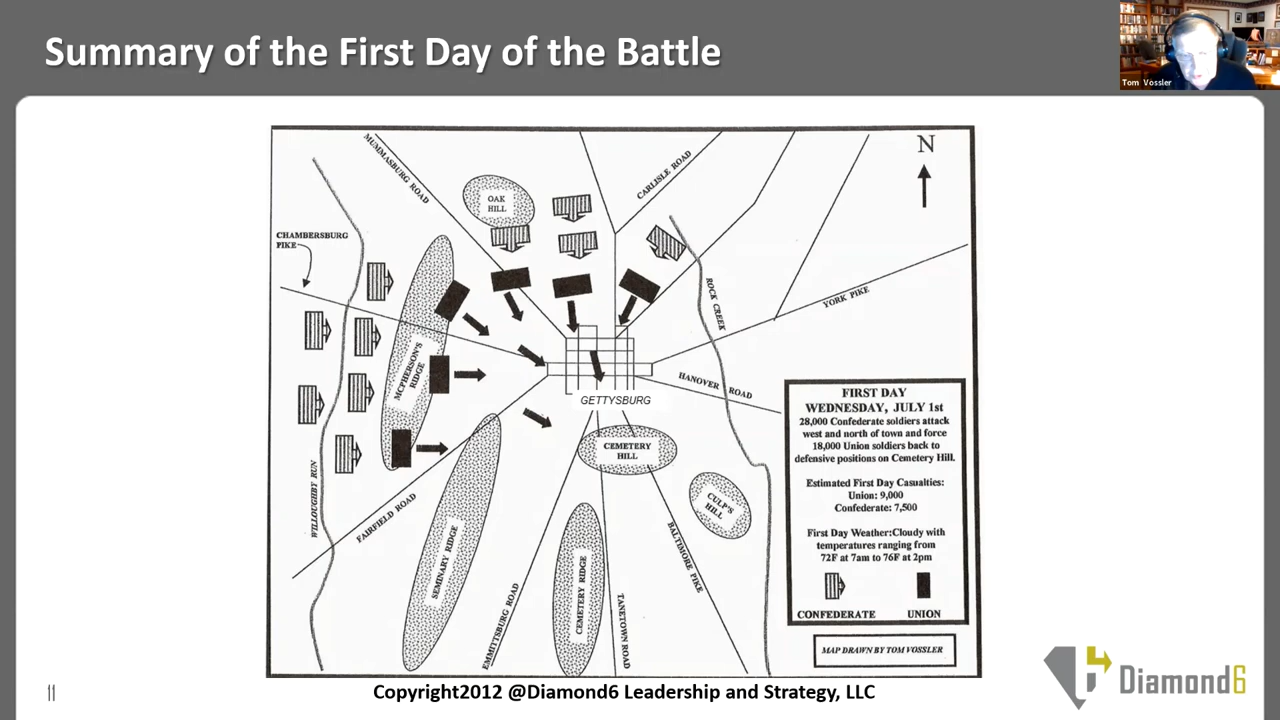 Summary of the First Day of the Battle
Tom Vossler
N
MUMMASBURG ROAD
OAK
HILL
CARLISLE ROAD
CHAMBERSBURG
PIKE
ROCK CREEK
YORK PIKE
MCPHERSON'S
RIDGE
HANOVER ROAD
GETTYSBURG
CEMETERY
HILL
CULP'S
HILL
WILLOUGHBY RUN
FAIRFIELD ROAD
SEMINARY RIDGE
EMMITTSBURG ROAD
CEMETERY RIDGE
TANETOWN ROAD
BALTIMORE PIKE
FIRST DAY
WEDNESDAY, JULY 1st
28,000 Confederate soldiers attack
west and north of town and force
18,000 Union soldiers back to
defensive positions on Cemetery Hill.
Estimated First Day Casualties:
Union: 9,000
Confederate: 7,500
First Day Weather:Cloudy with
temperatures ranging from
72F at 7am to 76F at 2pm
CONFEDERATE UNION
MAP DRAWN BY TOM VOSSLER
11
Copyright2012 @Diamond6 Leadership and Strategy, LLC
Diamond6